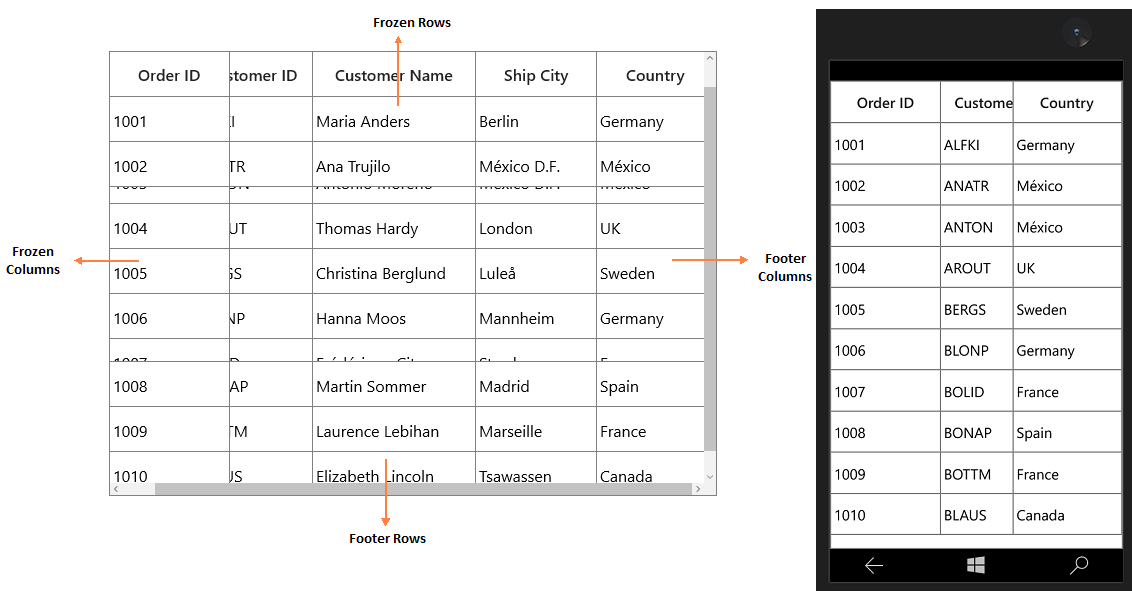 Frozen Rows
Order ID stomer ID Customer Name Ship City Country
1001 Maria Anders Berlin Germany
1002 TR Ana Trujilo México D.F. México
1004 UT Thomas Hardy London UK
1005 GS Christina Berglund Luleå Sweden
1006 NP Hanna Moos Mannheim Germany
1008 AP Martin Sommer Madrid Spain
1009 TM Laurence Lebihan Marseille France
1010 US Elizabeth Lincoln Tsawassen Canada
Frozen
Columns
Footer
Columns
Footer Rows
Order ID Custome Country
1001 ALFKI Germany
1002 ANATR México
1003 ANTON México
1004 AROUT UK
1005 BERGS Sweden
1006 BLONP Germany
1007 BOLID France
1008 BONAP Spain
1009 BOTTM France
1010 BLAUS Canada